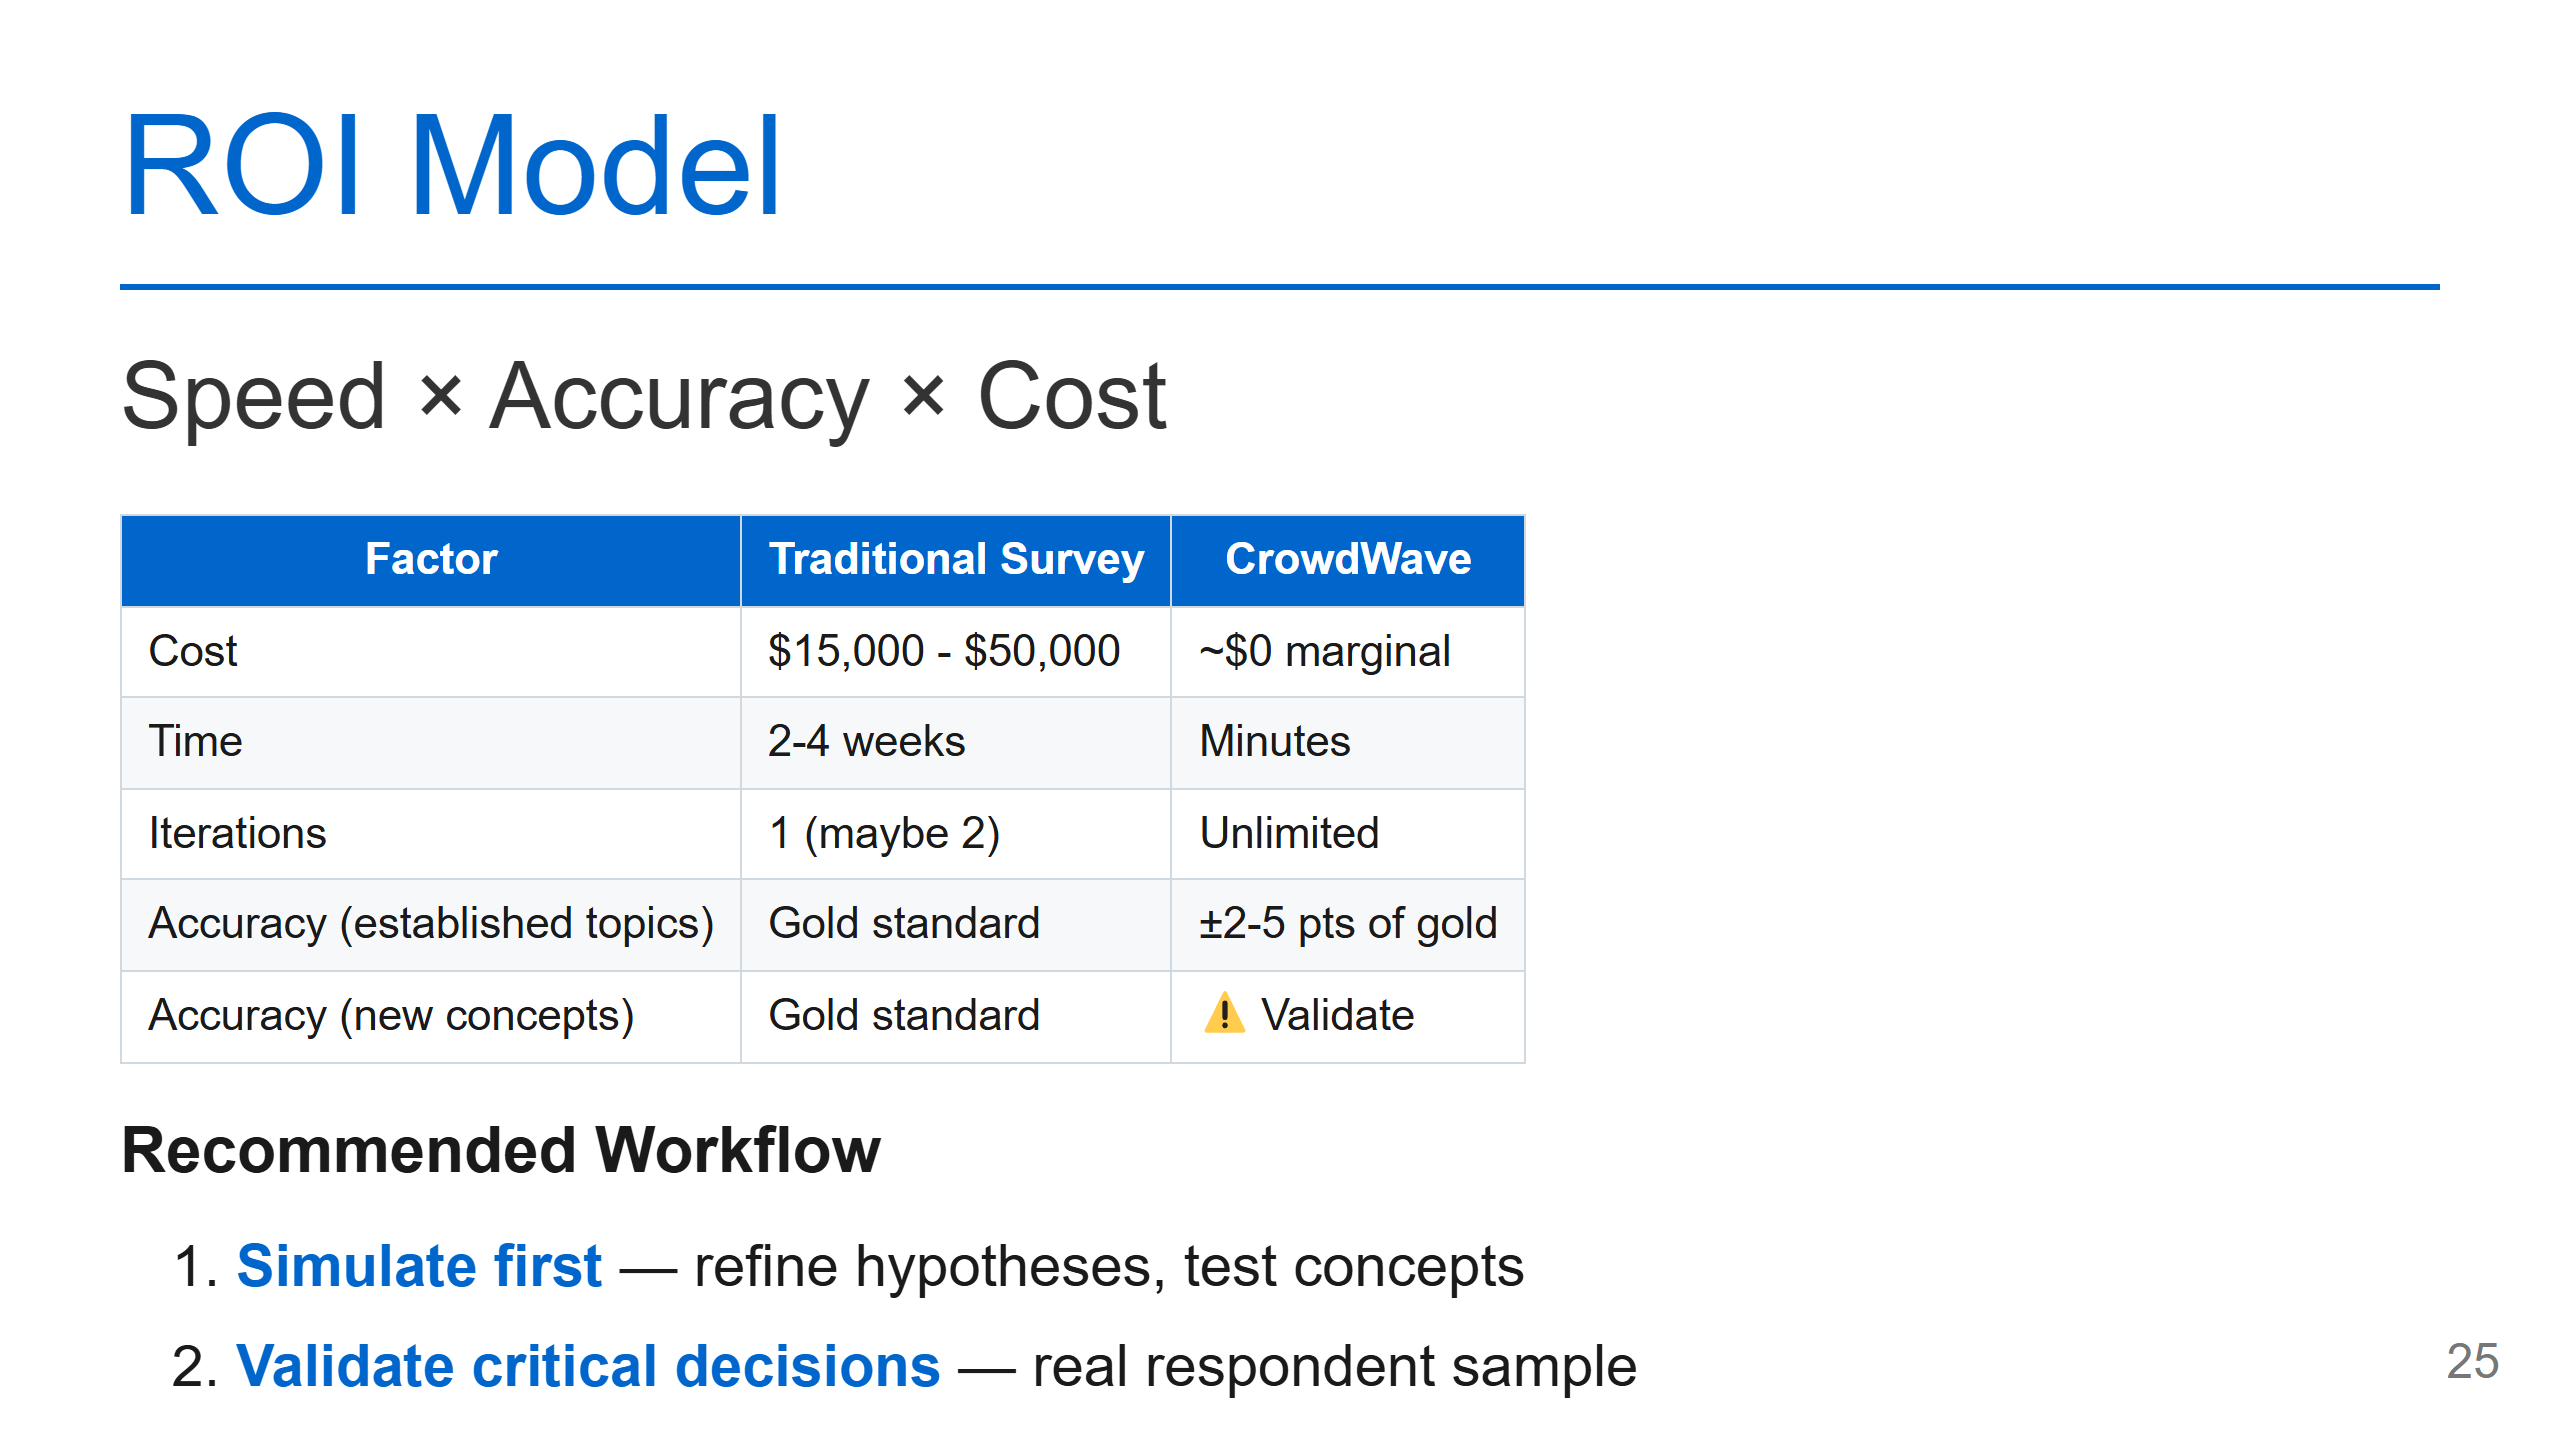 ROI Model
Speed × Accuracy × Cost
Factor Traditional Survey CrowdWave
Cost $15,000 - $50,000 ~$0 marginal
Time 2-4 weeks Minutes
Iterations 1 (maybe 2) Unlimited
Accuracy (established topics) Gold standard ±2-5 pts of gold
Accuracy (new concepts) Gold standard ⚠️ Validate
Recommended Workflow
1. Simulate first — refine hypotheses, test concepts
2. Validate critical decisions — real respondent sample
25